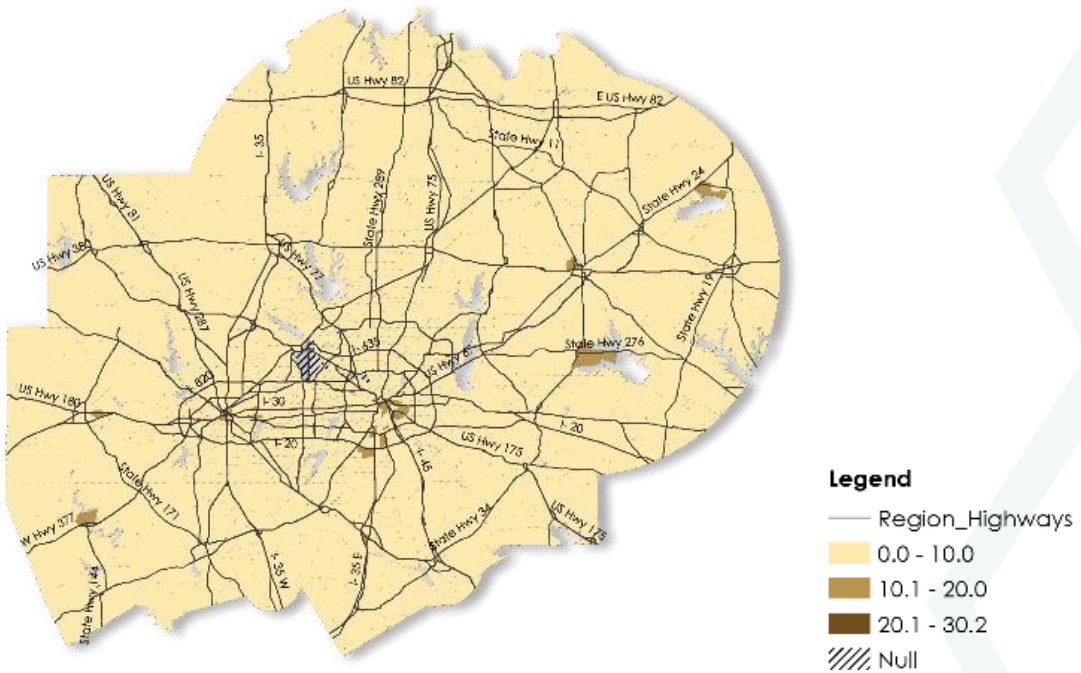 US Hwy 82
E US Hwy 82
State Hwy 11
I- 35
State Hwy 289
US Hwy 75
State Hwy 24
US Hwy 81
US Hwy 380
US Hwy 77
US Hwy 287
State Hwy 19
I-635
State Hwy 276
US Hwy 67
I- 820
US Hwy 180
I- 30
I- 20
I- 20
US Hwy 175
I- 45
State Hwy 171
State Hwy 34
US Hwy 175
W Hwy 377
I- 35 W
I- 35 E
State Hwy 144
Legend
Region_Highways
0.0 - 10.0
10.1 - 20.0
20.1 - 30.2
Null